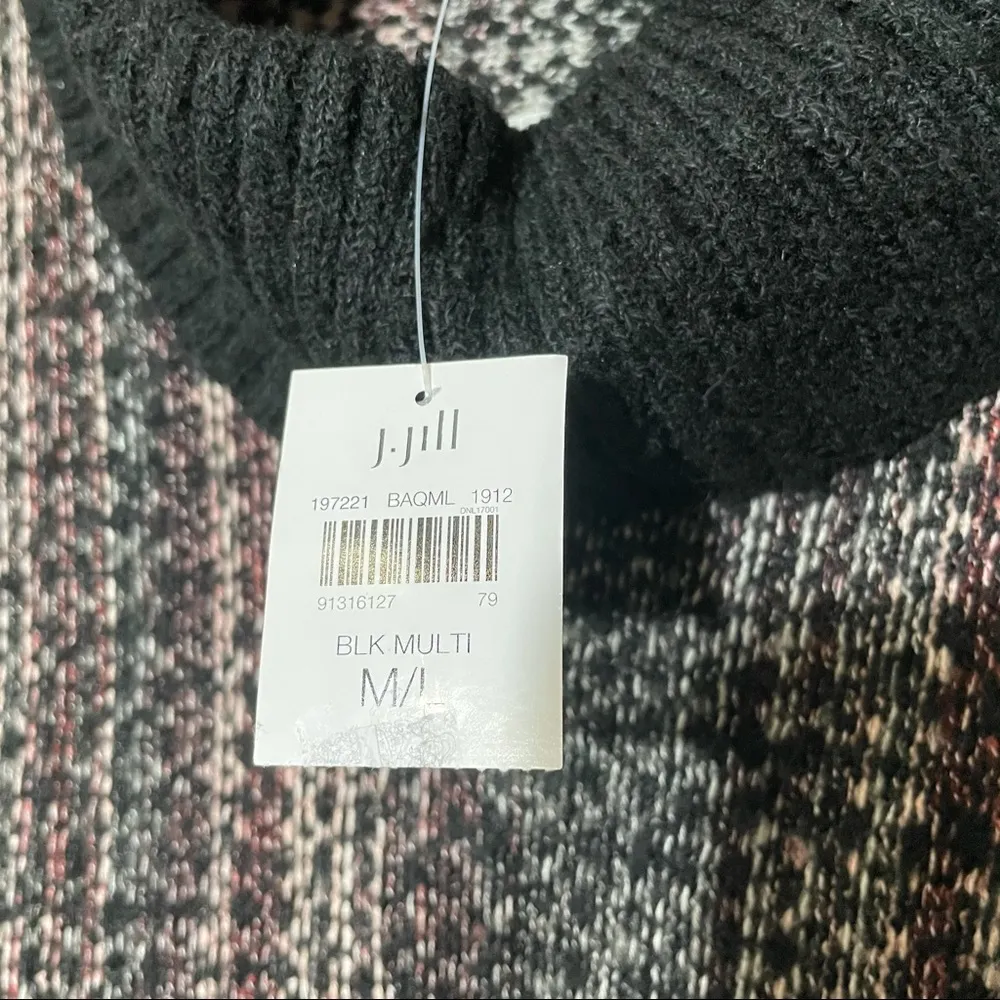 J.Jill
197221 BAQML 1912
DNL17001
91316127 79
BLK MULTI
M/L